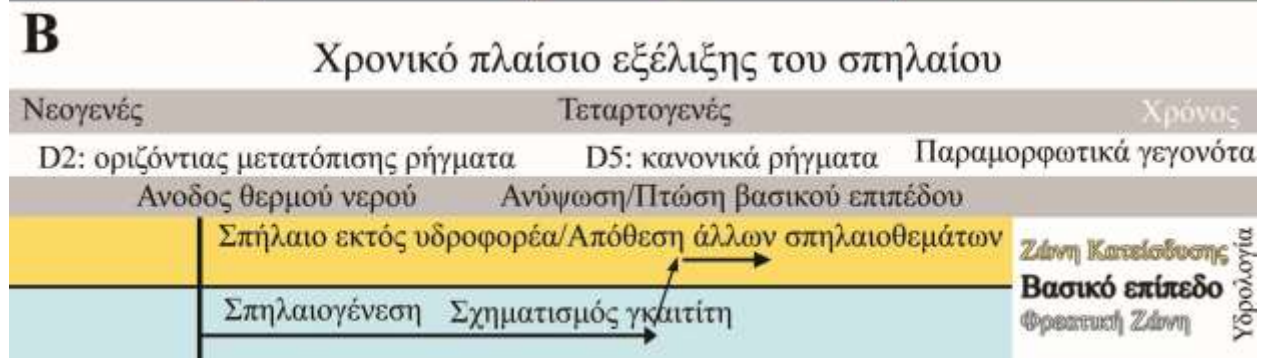 B
Χρονικό πλαίσιο εξέλιξης του σπηλαίου
Νεογενές Τεταρτογενές Χρόνος
D2: οριζόντιας μετατόπισης ρήγματα D5: κανονικά ρήγματα Παραμορφωτικά γεγονότα
Ανοδος θερμού νερού Ανύψωση/Πτώση βασικού επιπέδου
Σπήλαιο εκτός υδροφορέα/Απόθεση άλλων σπηλαιοθεμάτων Ζώνη Κατείσδυσης
Βασικό επίπεδο
Σπηλαιογένεση Σχηματισμός γκαιτίτη Φρεατική Ζώνη
Υδρολογία